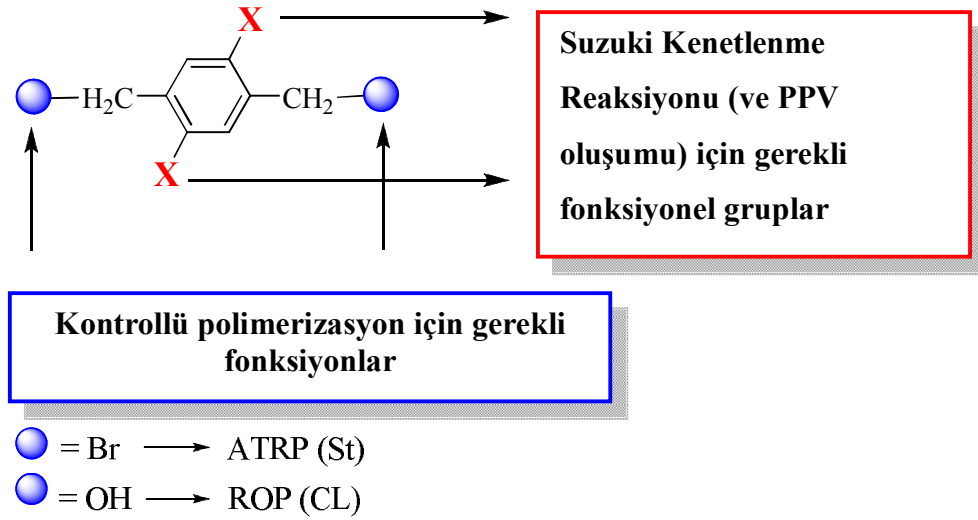 X
Suzuki Kenetlenme
Reaksiyonu (ve PPV
oluşumu) için gerekli
fonksiyonel gruplar
H₂C
CH₂
X
Kontrollü polimerizasyon için gerekli
fonksiyonlar
= Br ⟶ ATRP (St)
= OH ⟶ ROP (CL)